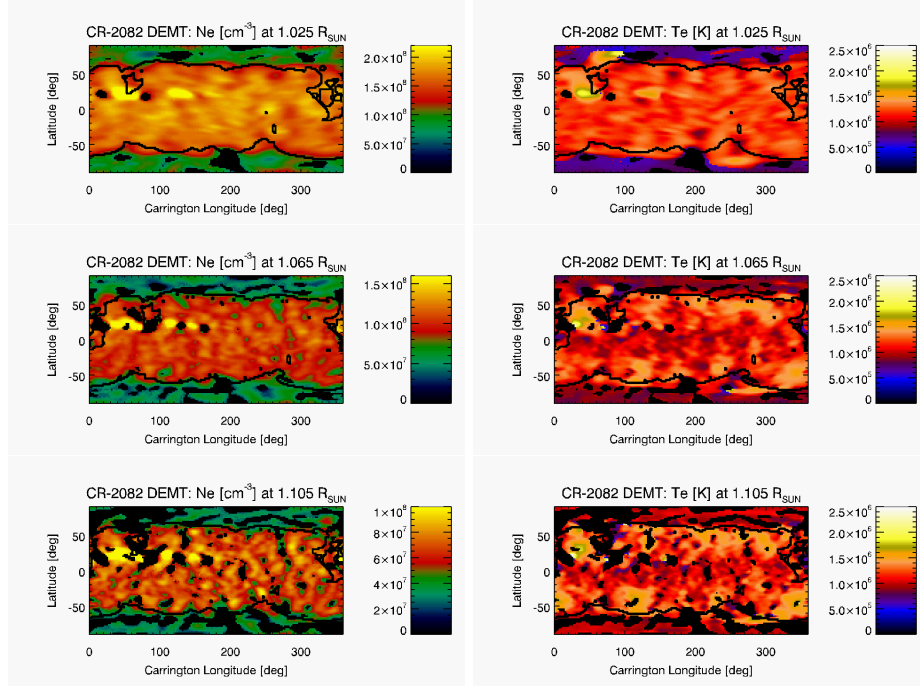 CR-2082 DEMT: Ne [cm⁻³] at 1.025 R_SUN
2.0×10⁸
1.5×10⁸
1.0×10⁸
5.0×10⁷
0
50
0
-50
Latitude [deg]
0 100 200 300
Carrington Longitude [deg]
CR-2082 DEMT: Te [K] at 1.025 R_SUN
2.5×10⁶
2.0×10⁶
1.5×10⁶
1.0×10⁶
5.0×10⁵
0
50
0
-50
Latitude [deg]
0 100 200 300
Carrington Longitude [deg]
CR-2082 DEMT: Ne [cm⁻³] at 1.065 R_SUN
1.5×10⁸
1.0×10⁸
5.0×10⁷
0
50
0
-50
Latitude [deg]
0 100 200 300
Carrington Longitude [deg]
CR-2082 DEMT: Te [K] at 1.065 R_SUN
2.5×10⁶
2.0×10⁶
1.5×10⁶
1.0×10⁶
5.0×10⁵
0
50
0
-50
Latitude [deg]
0 100 200 300
Carrington Longitude [deg]
CR-2082 DEMT: Ne [cm⁻³] at 1.105 R_SUN
1×10⁸
8×10⁷
6×10⁷
4×10⁷
2×10⁷
0
50
0
-50
Latitude [deg]
0 100 200 300
Carrington Longitude [deg]
CR-2082 DEMT: Te [K] at 1.105 R_SUN
2.5×10⁶
2.0×10⁶
1.5×10⁶
1.0×10⁶
5.0×10⁵
0
50
0
-50
Latitude [deg]
0 100 200 300
Carrington Longitude [deg]